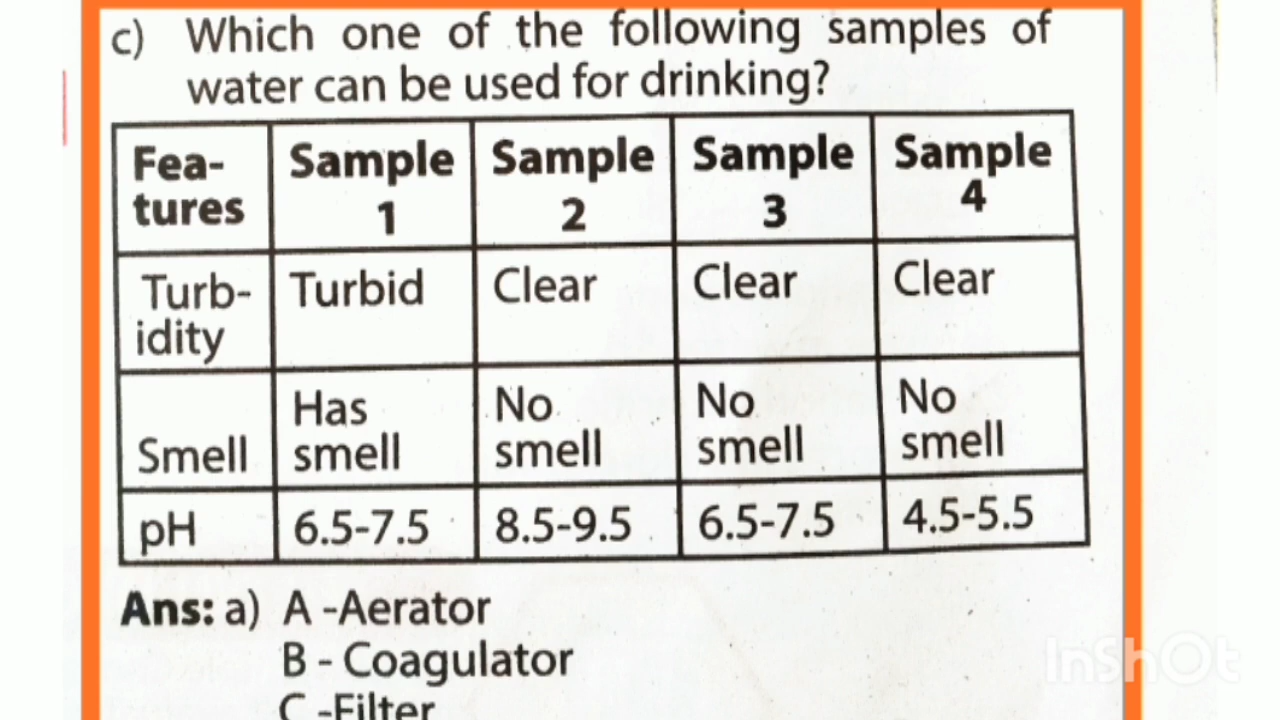 c) Which one of the following samples of
water can be used for drinking?
Fea- Sample Sample Sample Sample
tures 1 2 3 4
Turb- Turbid Clear Clear Clear
idity
Has No No No
Smell smell smell smell smell
pH 6.5-7.5 8.5-9.5 6.5-7.5 4.5-5.5
Ans: a) A -Aerator
B - Coagulator
C -Filter
InShOt